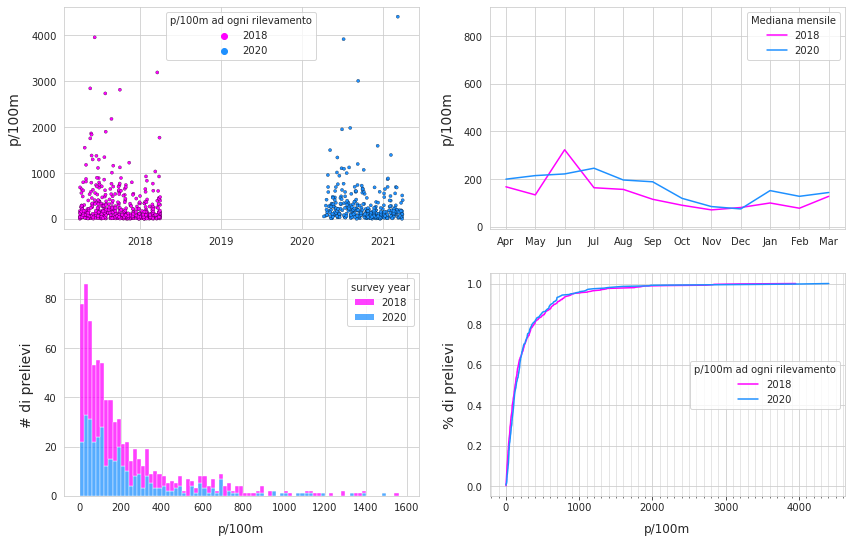 p/100m ad ogni rilevamento
2018
2020
p/100m
4000
3000
2000
1000
0
2018
2019
2020
2021
Mediana mensile
2018
2020
p/100m
800
600
400
200
0
Apr May Jun Jul Aug Sep Oct Nov Dec Jan Feb Mar
survey year
2018
2020
# di prelievi
80
60
40
20
0
0 200 400 600 800 1000 1200 1400 1600
p/100m
p/100m ad ogni rilevamento
2018
2020
% di prelievi
1.0
0.8
0.6
0.4
0.2
0.0
0 1000 2000 3000 4000
p/100m